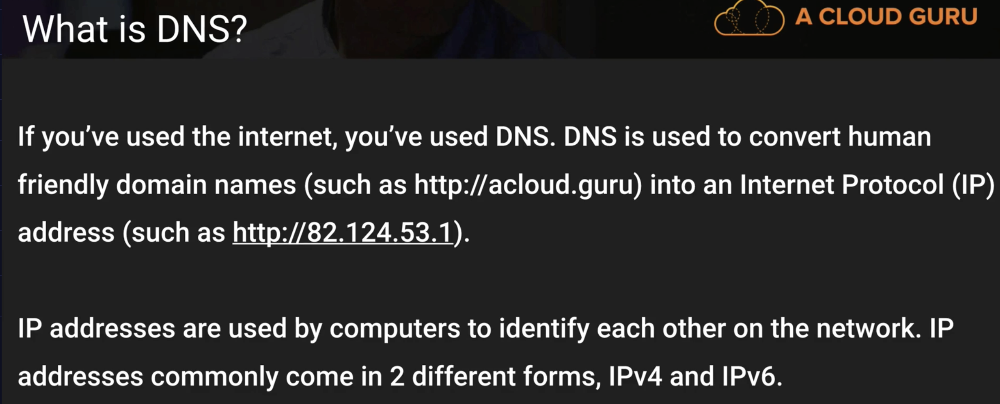 What is DNS?
A CLOUD GURU
If you’ve used the internet, you’ve used DNS. DNS is used to convert human
friendly domain names (such as http://acloud.guru) into an Internet Protocol (IP)
address (such as http://82.124.53.1).
IP addresses are used by computers to identify each other on the network. IP
addresses commonly come in 2 different forms, IPv4 and IPv6.